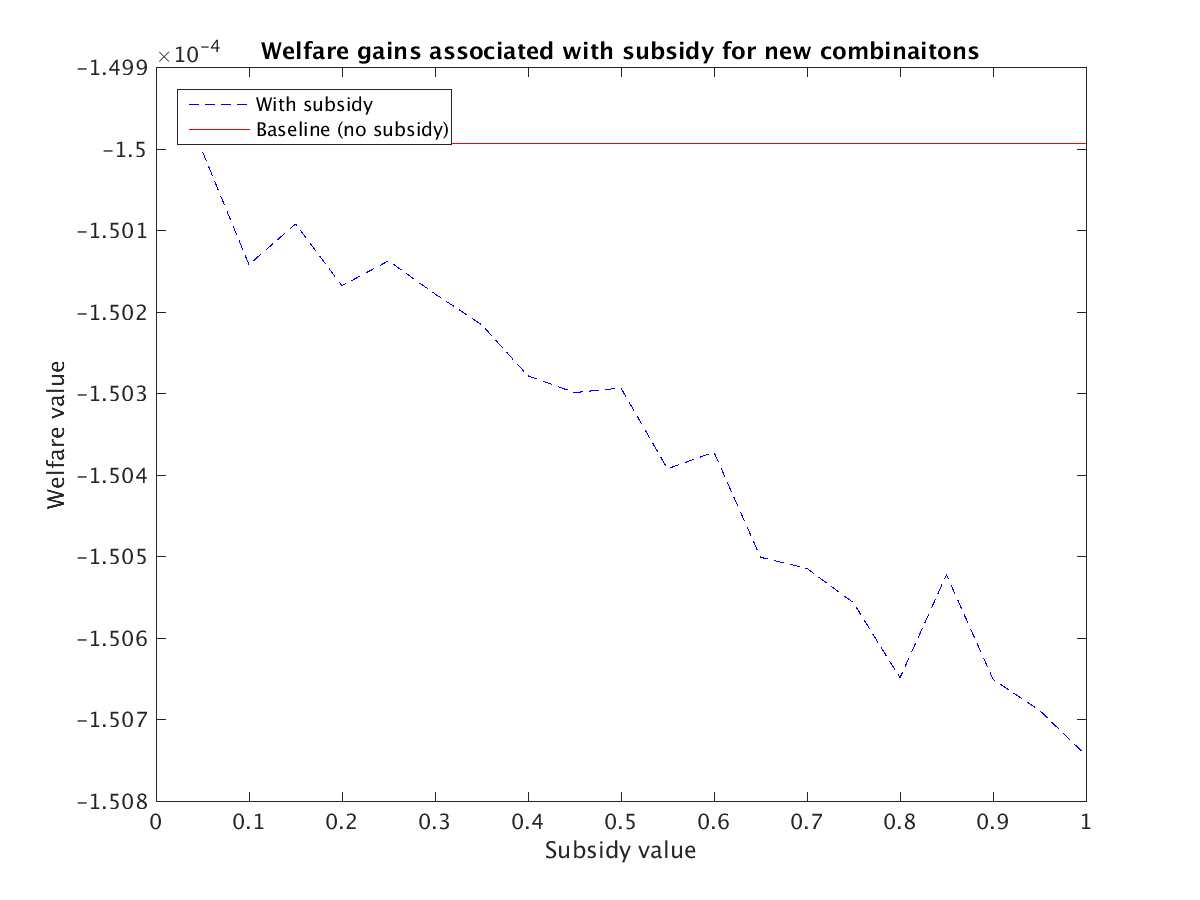 ×10⁻⁴
Welfare gains associated with subsidy for new combinaitons
-1.499
-1.5
-1.501
-1.502
-1.503
-1.504
-1.505
-1.506
-1.507
-1.508
Welfare value
With subsidy
Baseline (no subsidy)
0 0.1 0.2 0.3 0.4 0.5 0.6 0.7 0.8 0.9 1
Subsidy value